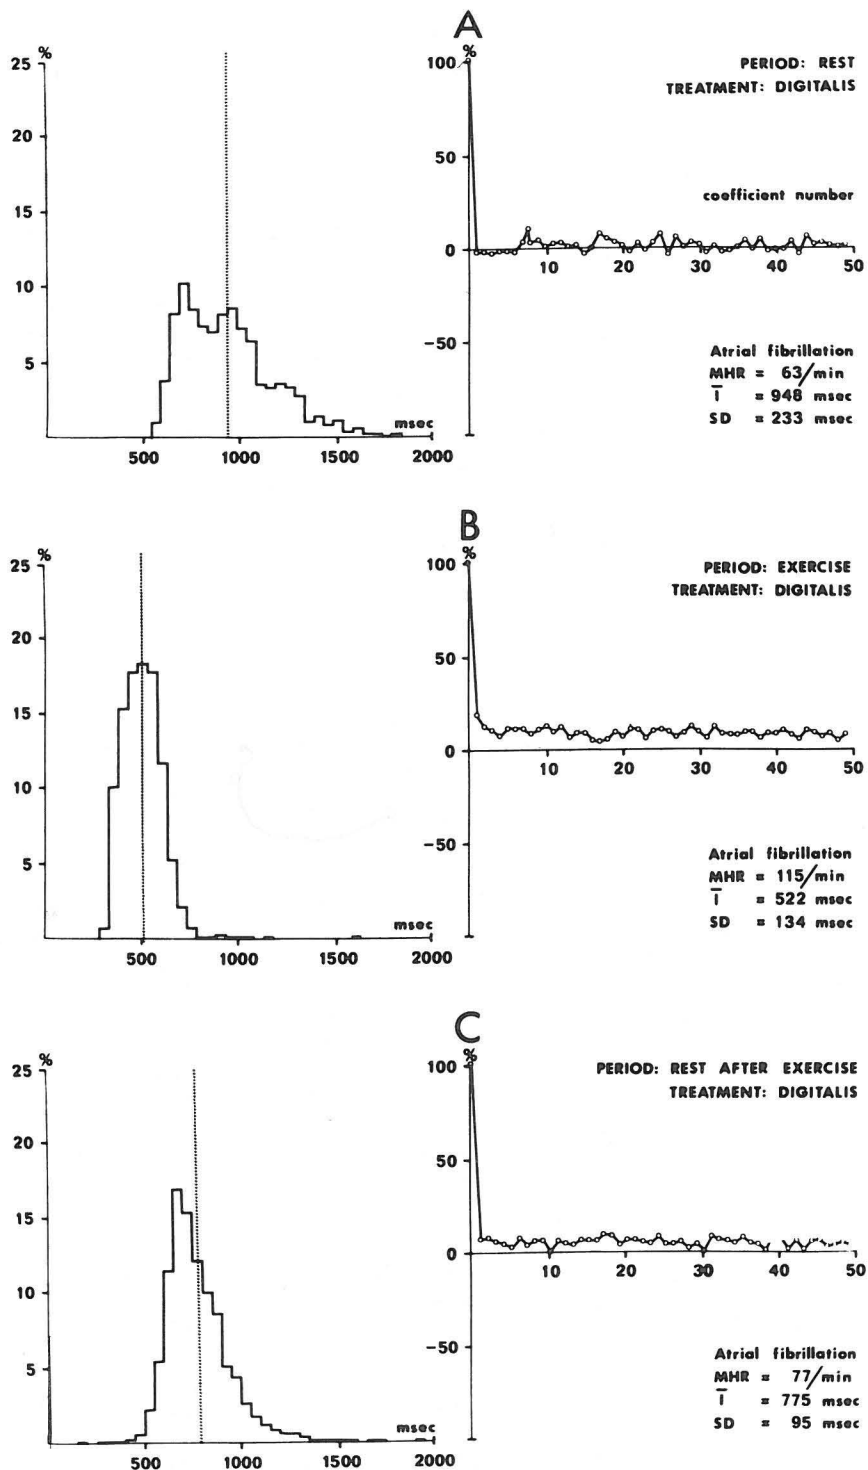 A
%
25
20
15
10
5
msec
500 1000 1500 2000
%
100
50
0
-50
10 20 30 40 50
PERIOD: REST
TREATMENT: DIGITALIS
coefficient number
Atrial fibrillation
MHR = 63/min
Ī = 948 msec
SD = 233 msec
B
%
25
20
15
10
5
msec
500 1000 1500 2000
%
100
50
0
-50
10 20 30 40 50
PERIOD: EXERCISE
TREATMENT: DIGITALIS
Atrial fibrillation
MHR = 115/min
Ī = 522 msec
SD = 134 msec
C
%
25
20
15
10
5
msec
500 1000 1500 2000
%
100
50
0
-50
10 20 30 40 50
PERIOD: REST AFTER EXERCISE
TREATMENT: DIGITALIS
Atrial fibrillation
MHR = 77/min
Ī = 775 msec
SD = 95 msec